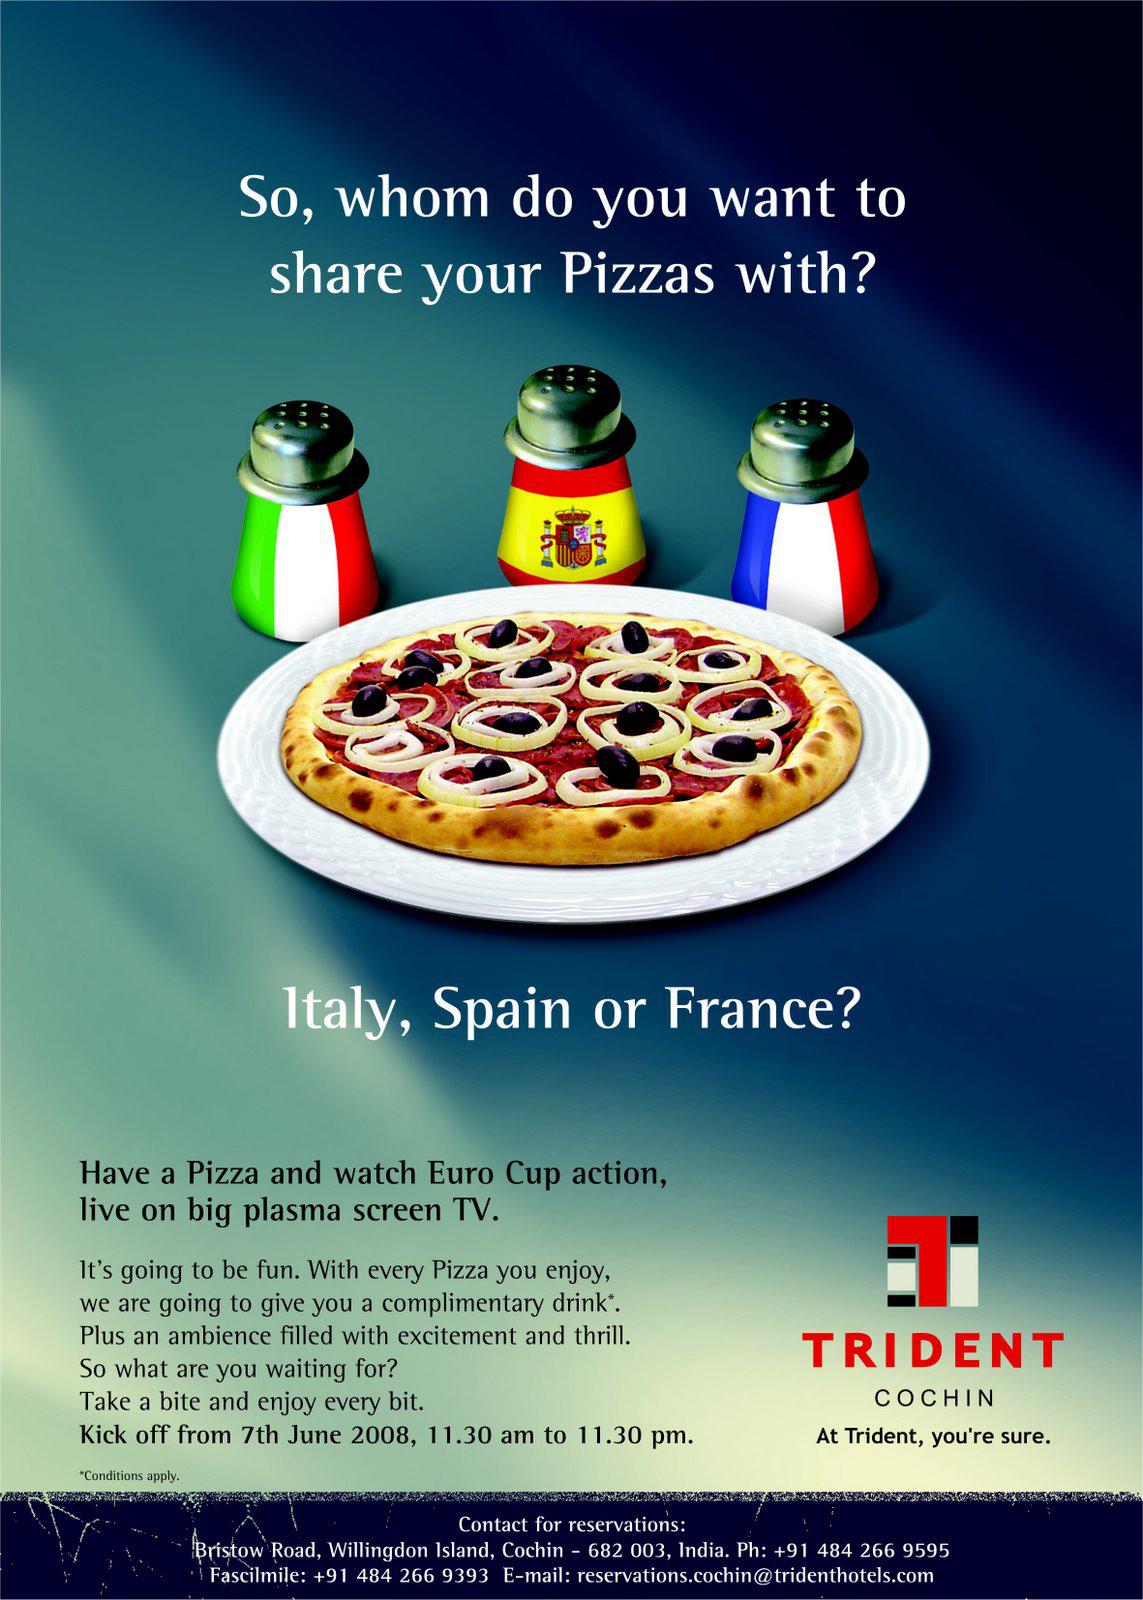 So, whom do you want to
share your Pizzas with?
Italy, Spain or France?
Have a Pizza and watch Euro Cup action,
live on big plasma screen TV.
It's going to be fun. With every Pizza you enjoy,
we are going to give you a complimentary drink*.
Plus an ambience filled with excitement and thrill.
So what are you waiting for?
Take a bite and enjoy every bit.
Kick off from 7th June 2008, 11.30 am to 11.30 pm.
*Conditions apply.
TRIDENT
COCHIN
At Trident, you're sure.
Contact for reservations:
Bristow Road, Willingdon Island, Cochin - 682 003, India. Ph: +91 484 266 9595
Fascilmile: +91 484 266 9393 E-mail: reservations.cochin@tridenthotels.com